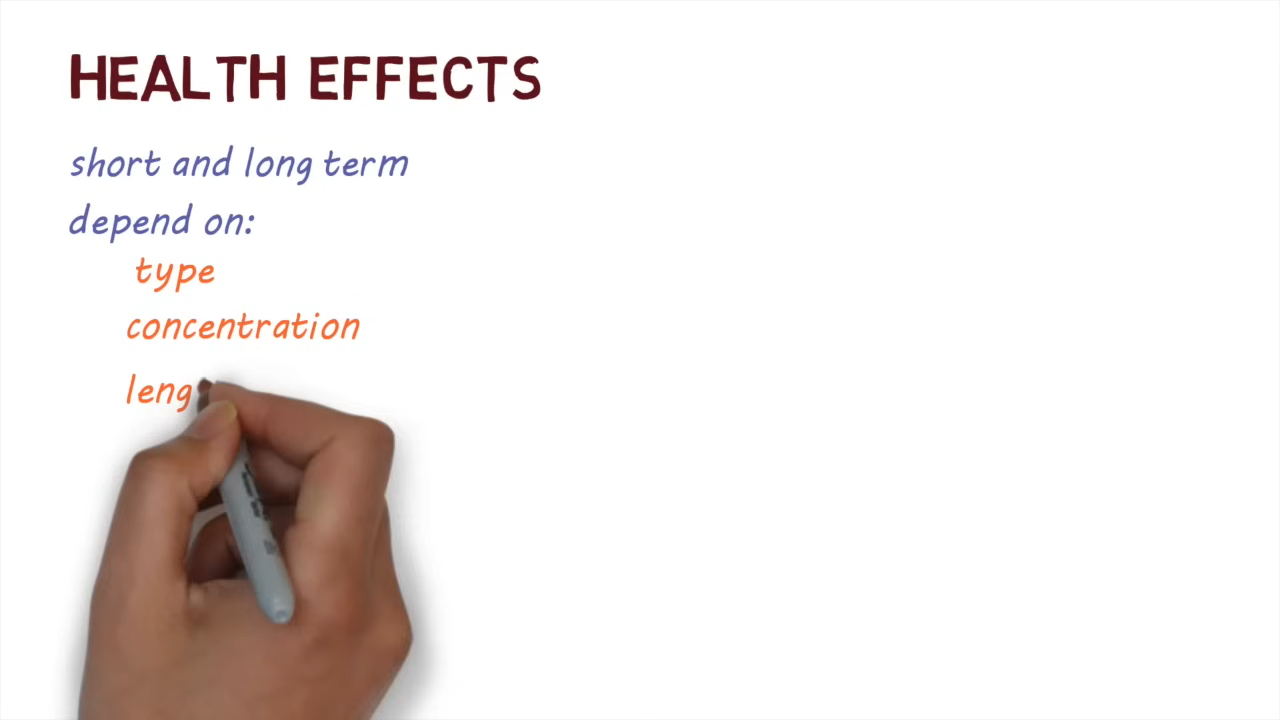 HEALTH EFFECTS
short and long term
depend on:
type
concentration
leng